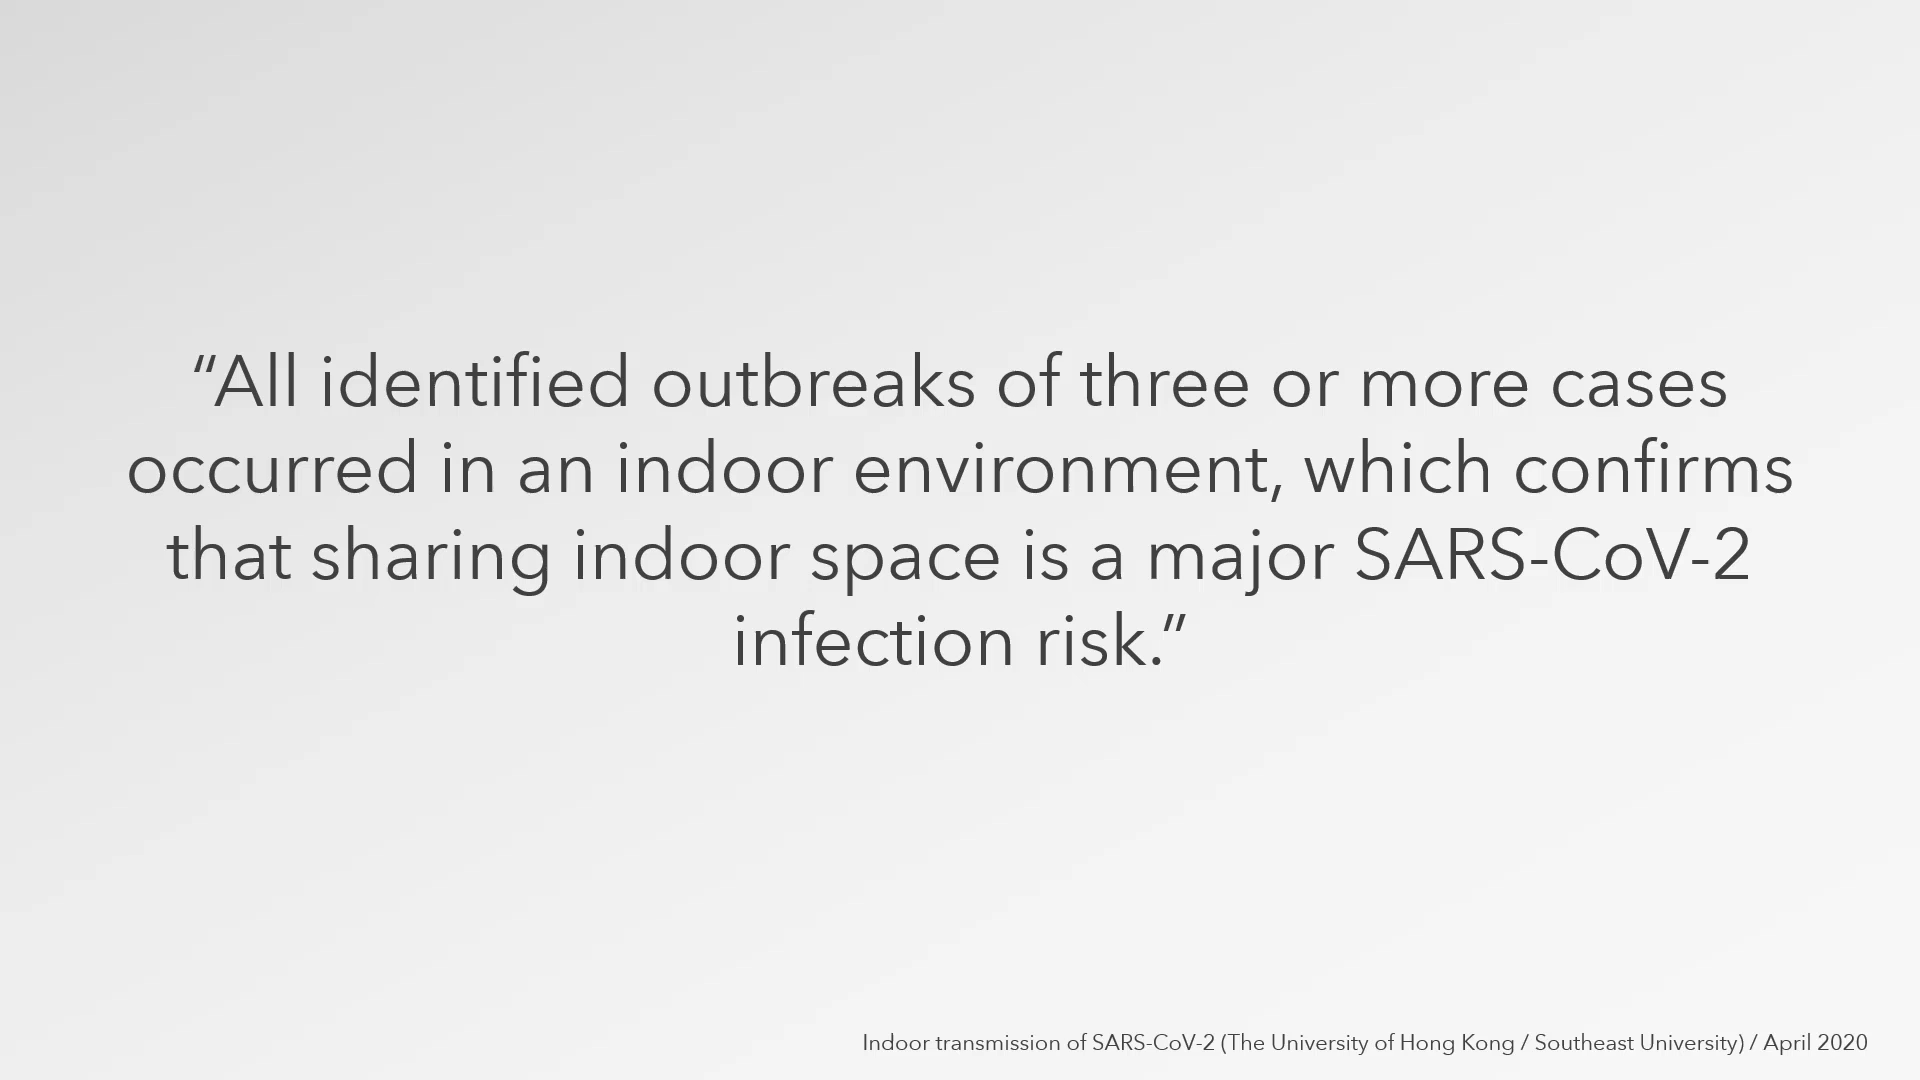 “All identified outbreaks of three or more cases
occurred in an indoor environment, which confirms
that sharing indoor space is a major SARS-CoV-2
infection risk.”
Indoor transmission of SARS-CoV-2 (The University of Hong Kong / Southeast University) / April 2020